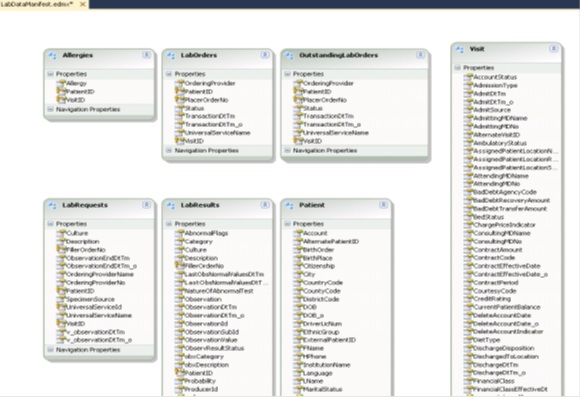 LabDataManifest.edmx*
Allergies
Properties
Allergy
PatientID
VisitID
Navigation Properties
LabOrders
Properties
OrderingProvider
PatientID
PlacerOrderNo
Status
TransactionDtTm
TransactionDtTm_o
UniversalServiceName
VisitID
Navigation Properties
OutstandingLabOrders
Properties
OrderingProvider
PatientID
PlacerOrderNo
Status
TransactionDtTm
TransactionDtTm_o
UniversalServiceName
VisitID
Navigation Properties
Visit
Properties
AccountStatus
AdmissionType
AdmitDtTm
AdmitDtTm_o
AdmitSource
AdmittingMDName
AdmittingMDNo
AlternateVisitID
AmbulatoryStatus
AssignedPatientLocationN...
AssignedPatientLocationR...
AssignedPatientLocationS...
AttendingMDName
AttendingMDNo
BadDebtAgencyCode
BadDebtRecoveryAmount
BadDebtTransferAmount
BedStatus
ChargePriceIndicator
ConsultingMDName
ConsultingMDNo
ContractAmount
ContractCode
ContractEffectiveDate
ContractEffectiveDate_o
ContractPeriod
CourtesyCode
CreditRating
CurrentPatientBalance
DeleteAccountDate
DeleteAccountDate_o
DeleteAccountIndicator
DietType
DischargeDisposition
DischargedToLocation
DischargeDtTm
DischargeDtTm_o
FinancialClass
FinancialClassEffectiveDt
LabRequests
Properties
Culture
Description
FillerOrderNo
ObservationEndDtTm
ObservationEndDtTm_o
OrderingProviderName
OrderingProviderNo
PatientID
SpecimenSource
UniversalServiceId
UniversalServiceName
VisitID
v_observationDtTm
v_observationDtTm_o
Navigation Properties
LabResults
Properties
AbnormalFlags
Category
Culture
Description
FillerOrderNo
LastObsNormalValuesDtTm
LastObsNormalValuesDtT...
NatureOfAbnormalTest
Observation
ObservationDtTm
ObservationDtTm_o
ObservationId
ObservationSubId
ObservationValue
ObservResultStatus
obxCategory
obxDescription
PatientID
Probability
ProducerId
Patient
Properties
Account
AlternatePatientID
BirthOrder
BirthPlace
Citizenship
City
CountryCode
CountyCode
DistrictCode
DOB
DOB_o
DriverLicNum
EthnicGroup
ExternalPatientID
FName
HPhone
InstitutionName
Language
LName
MaritalStatus